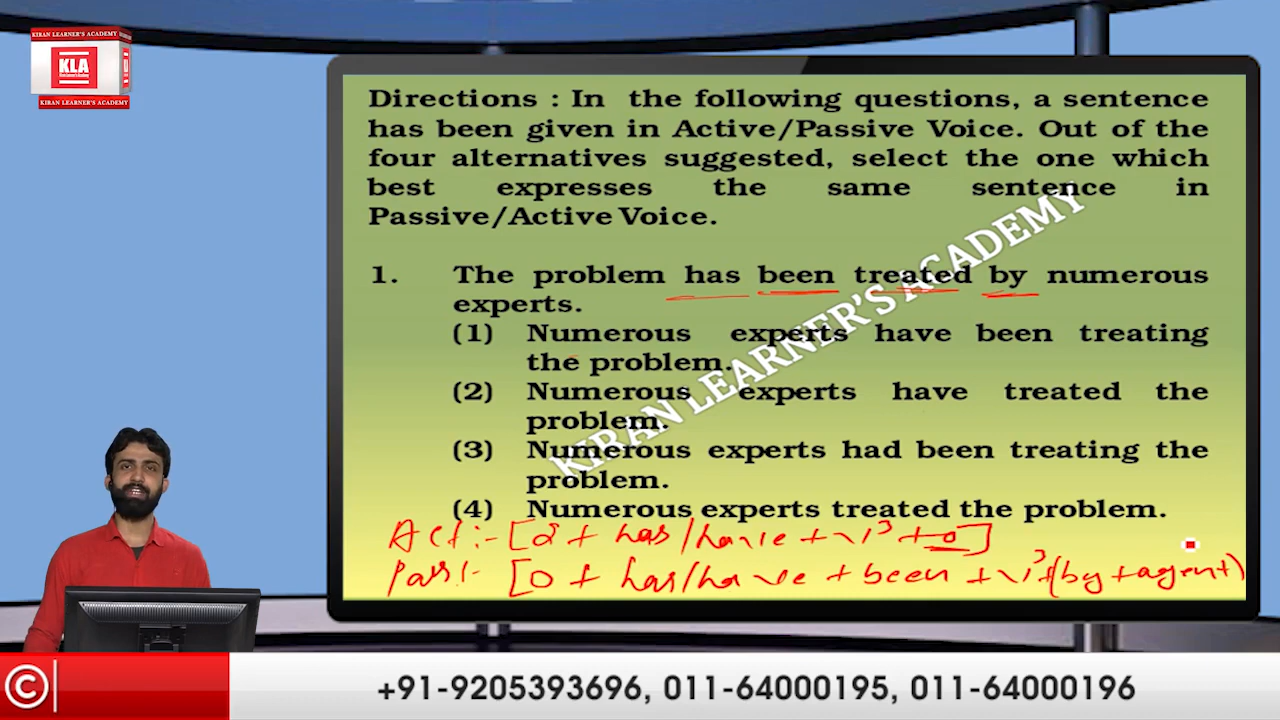 KIRAN LEARNER'S ACADEMY
KLA
KIRAN LEARNER'S ACADEMY
Directions : In the following questions, a sentence
has been given in Active/Passive Voice. Out of the
four alternatives suggested, select the one which
best expresses the same sentence in
Passive/Active Voice.
1. The problem has been treated by numerous
experts.
(1) Numerous experts have been treating
the problem.
(2) Numerous experts have treated the
problem.
(3) Numerous experts had been treating the
problem.
(4) Numerous experts treated the problem.
KIRAN LEARNER'S ACADEMY
Act:- [ + has/have + v³ + o]
Pass:- [o + has/have + been + v³ + (by + agent)
+91-9205393696, 011-64000195, 011-64000196